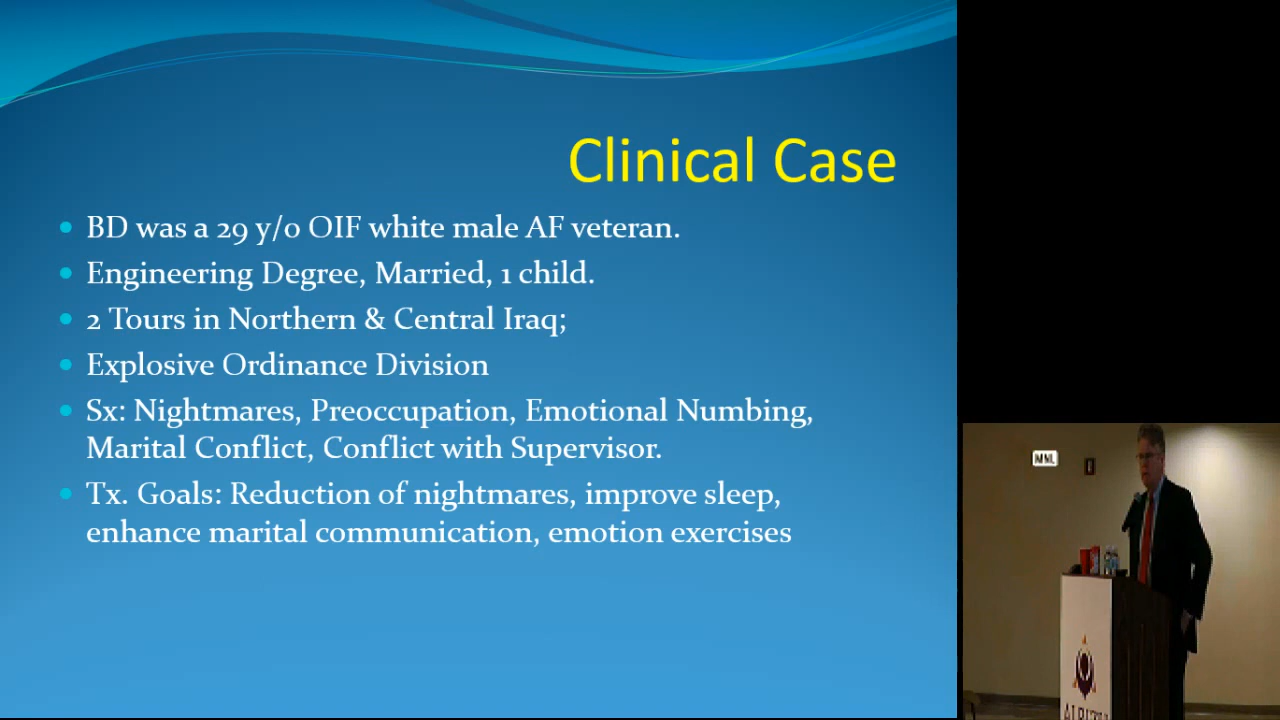 Clinical Case
BD was a 29 y/o OIF white male AF veteran.
Engineering Degree, Married, 1 child.
2 Tours in Northern & Central Iraq;
Explosive Ordinance Division
Sx: Nightmares, Preoccupation, Emotional Numbing,
Marital Conflict, Conflict with Supervisor.
Tx. Goals: Reduction of nightmares, improve sleep,
enhance marital communication, emotion exercises
MNL